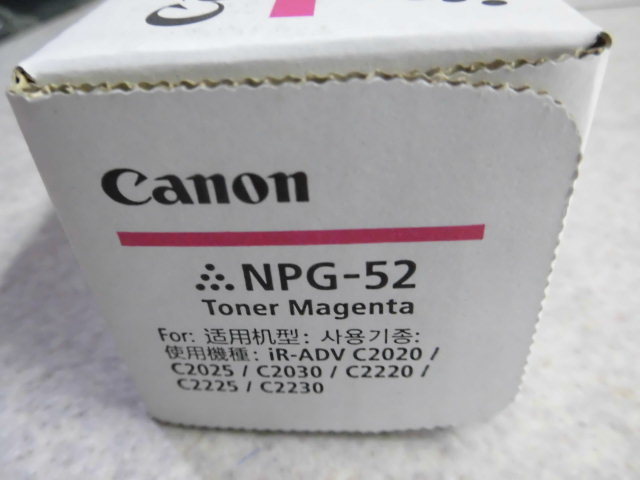 Canon
Canon
NPG-52
Toner Magenta
For: 适用机型: 사용기종:
使用機種: iR-ADV C2020 /
C2025 / C2030 / C2220 /
C2225 / C2230